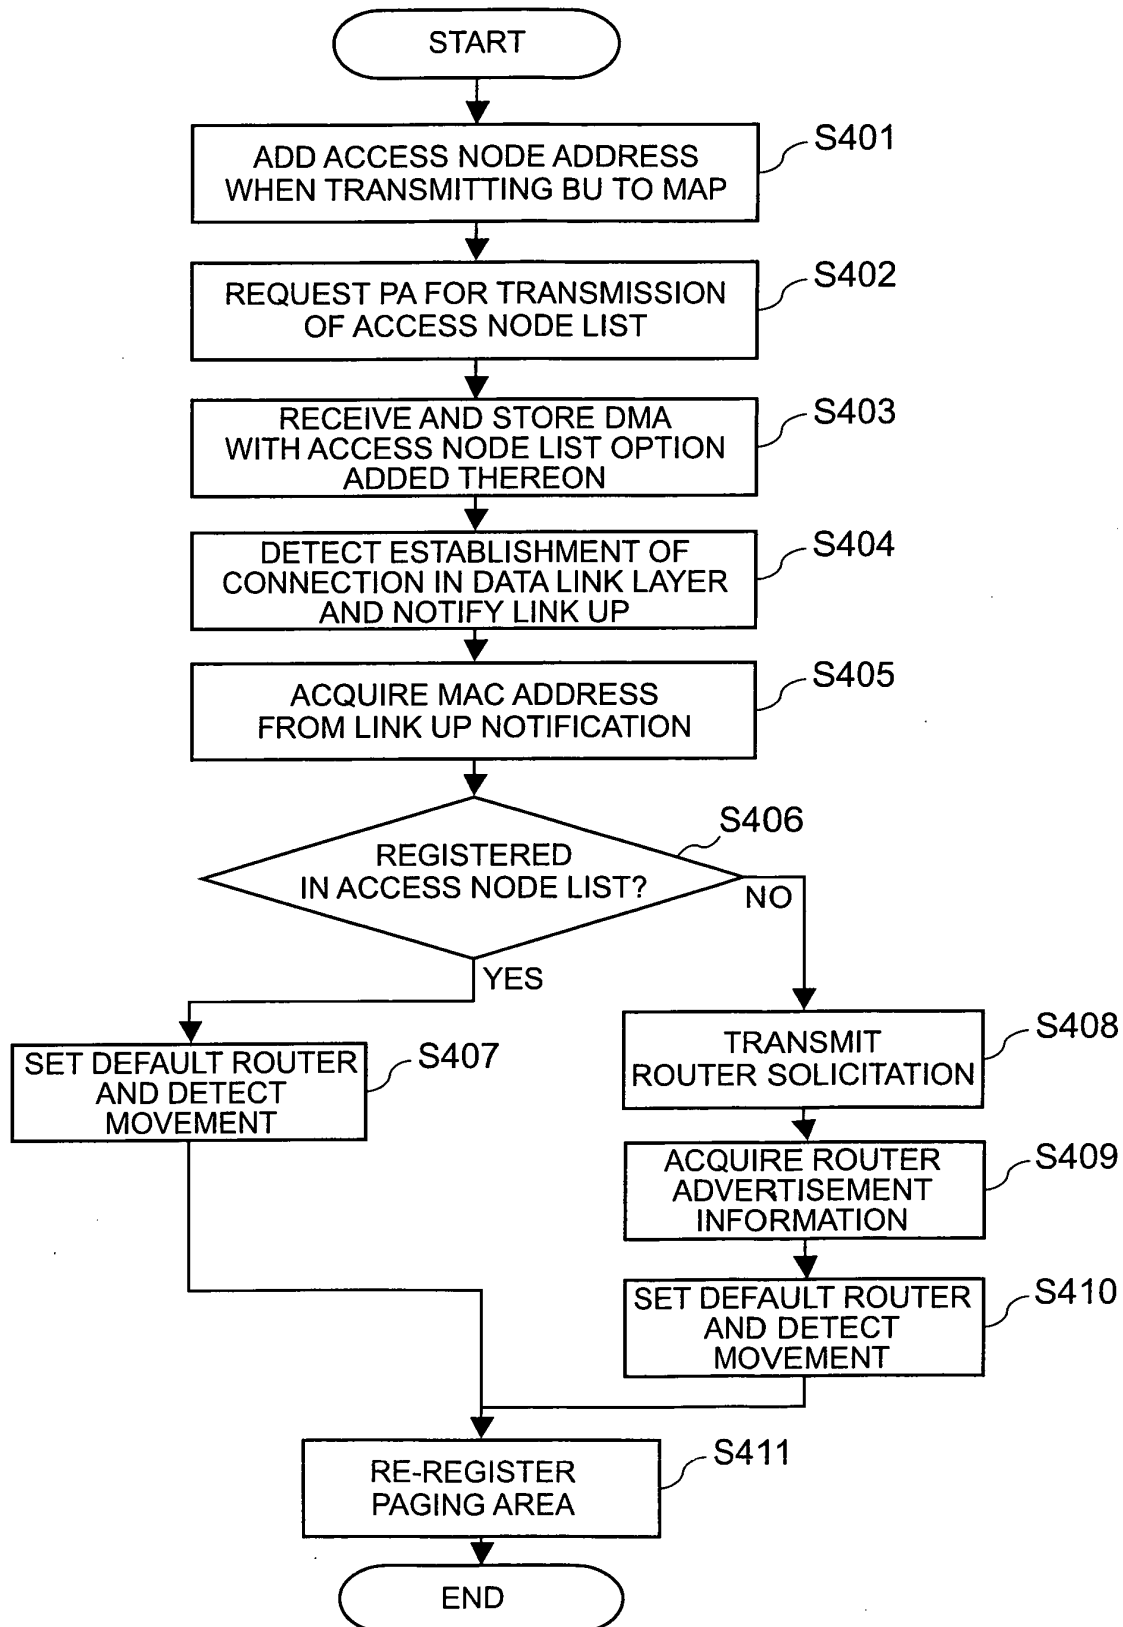 START
S401
ADD ACCESS NODE ADDRESS
WHEN TRANSMITTING BU TO MAP
S402
REQUEST PA FOR TRANSMISSION
OF ACCESS NODE LIST
S403
RECEIVE AND STORE DMA
WITH ACCESS NODE LIST OPTION
ADDED THEREON
S404
DETECT ESTABLISHMENT OF
CONNECTION IN DATA LINK LAYER
AND NOTIFY LINK UP
S405
ACQUIRE MAC ADDRESS
FROM LINK UP NOTIFICATION
S406
REGISTERED
IN ACCESS NODE LIST?
NO
YES
S407
SET DEFAULT ROUTER
AND DETECT
MOVEMENT
S408
TRANSMIT
ROUTER SOLICITATION
S409
ACQUIRE ROUTER
ADVERTISEMENT
INFORMATION
S410
SET DEFAULT ROUTER
AND DETECT
MOVEMENT
S411
RE-REGISTER
PAGING AREA
END